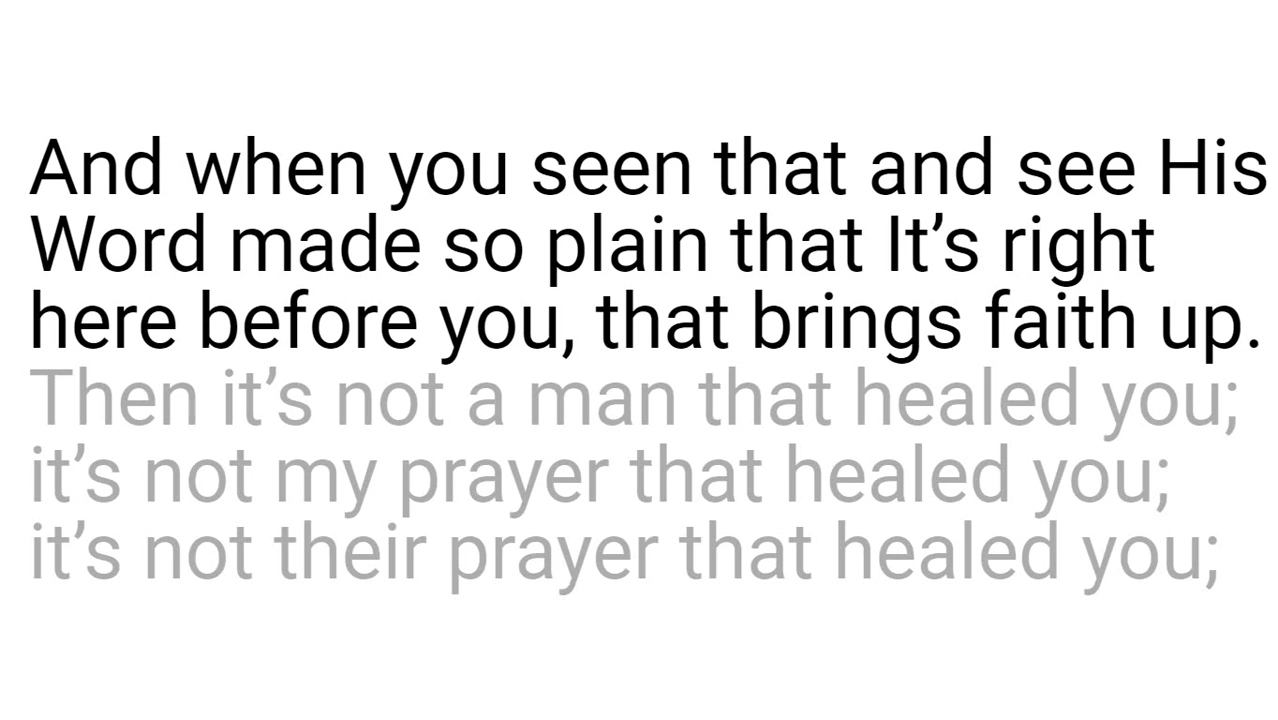 And when you seen that and see His
Word made so plain that It’s right
here before you, that brings faith up.
Then it’s not a man that healed you;
it’s not my prayer that healed you;
it’s not their prayer that healed you;